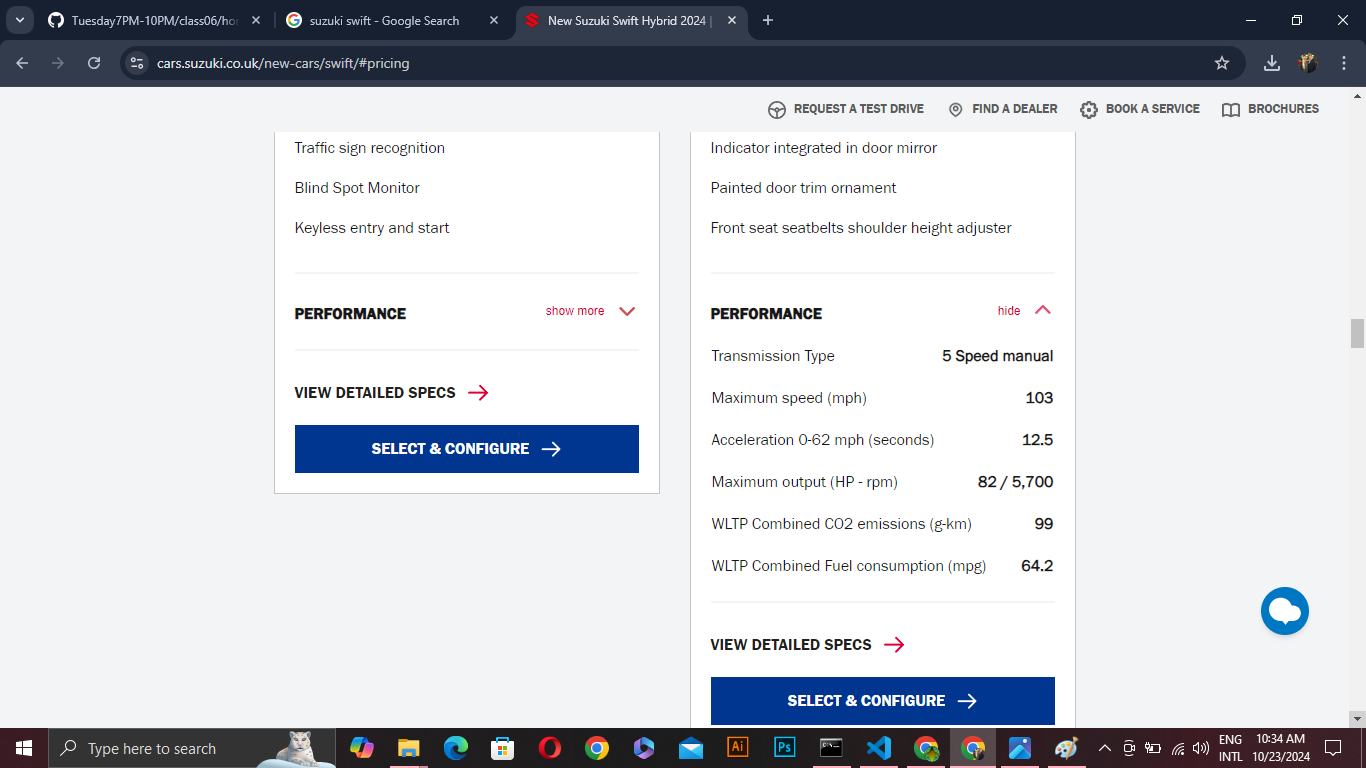 Tuesday7PM-10PM/class06/ho
suzuki swift - Google Search
New Suzuki Swift Hybrid 2024 |
cars.suzuki.co.uk/new-cars/swift/#pricing
REQUEST A TEST DRIVE
FIND A DEALER
BOOK A SERVICE
BROCHURES
Traffic sign recognition
Blind Spot Monitor
Keyless entry and start
PERFORMANCE
show more
VIEW DETAILED SPECS
SELECT & CONFIGURE
Indicator integrated in door mirror
Painted door trim ornament
Front seat seatbelts shoulder height adjuster
PERFORMANCE
hide
Transmission Type 5 Speed manual
Maximum speed (mph) 103
Acceleration 0-62 mph (seconds) 12.5
Maximum output (HP - rpm) 82 / 5,700
WLTP Combined CO2 emissions (g-km) 99
WLTP Combined Fuel consumption (mpg) 64.2
VIEW DETAILED SPECS
SELECT & CONFIGURE
Type here to search
Ai
Ps
ENG
INTL
10:34 AM
10/23/2024